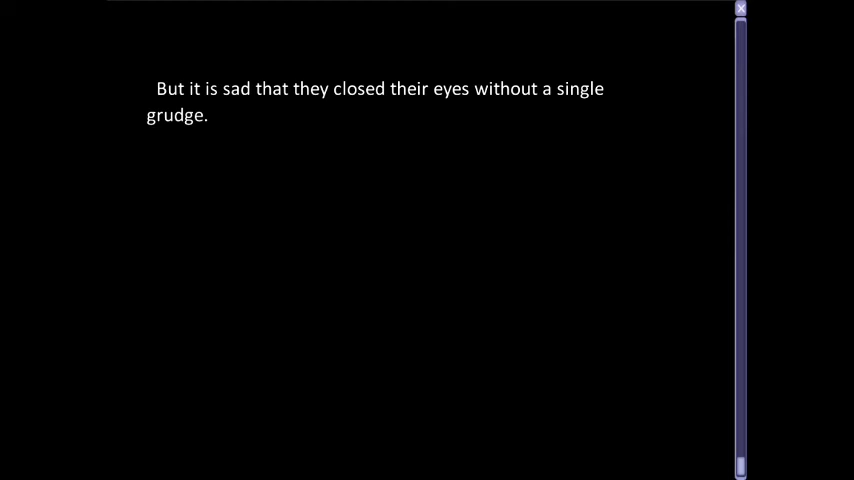 But it is sad that they closed their eyes without a single
grudge.